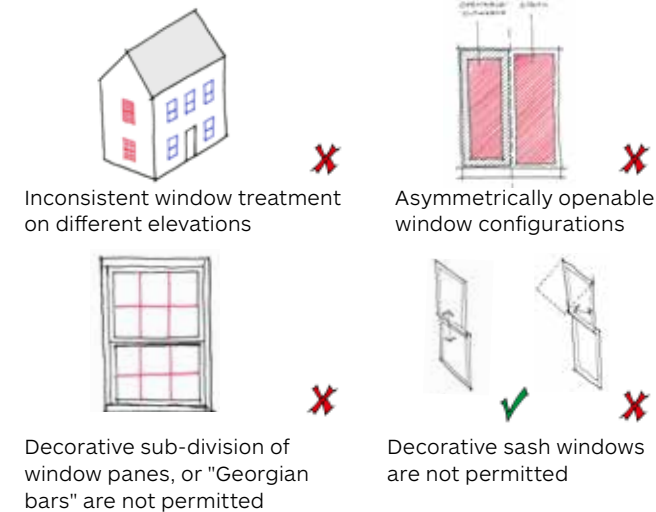 Inconsistent window treatment
on different elevations
Asymmetrically openable
window configurations
Decorative sub-division of
window panes, or "Georgian
bars" are not permitted
Decorative sash windows
are not permitted